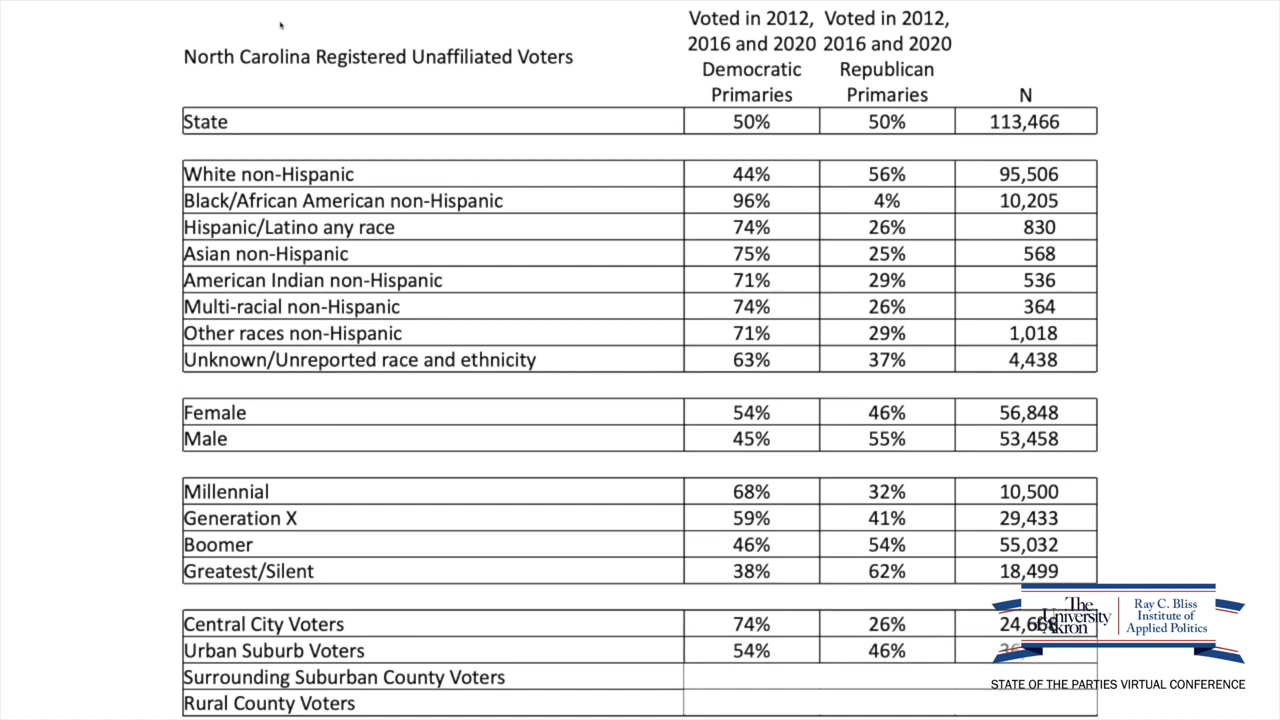 Voted in 2012, Voted in 2012,
2016 and 2020 2016 and 2020
North Carolina Registered Unaffiliated Voters Democratic Republican
Primaries Primaries N
State 50% 50% 113,466
White non-Hispanic 44% 56% 95,506
Black/African American non-Hispanic 96% 4% 10,205
Hispanic/Latino any race 74% 26% 830
Asian non-Hispanic 75% 25% 568
American Indian non-Hispanic 71% 29% 536
Multi-racial non-Hispanic 74% 26% 364
Other races non-Hispanic 71% 29% 1,018
Unknown/Unreported race and ethnicity 63% 37% 4,438
Female 54% 46% 56,848
Male 45% 55% 53,458
Millennial 68% 32% 10,500
Generation X 59% 41% 29,433
Boomer 46% 54% 55,032
Greatest/Silent 38% 62% 18,499
Central City Voters 74% 26%
Urban Suburb Voters 54% 46%
Surrounding Suburban County Voters
Rural County Voters
The
University
of Akron
Ray C. Bliss
Institute of
Applied Politics
STATE OF THE PARTIES VIRTUAL CONFERENCE